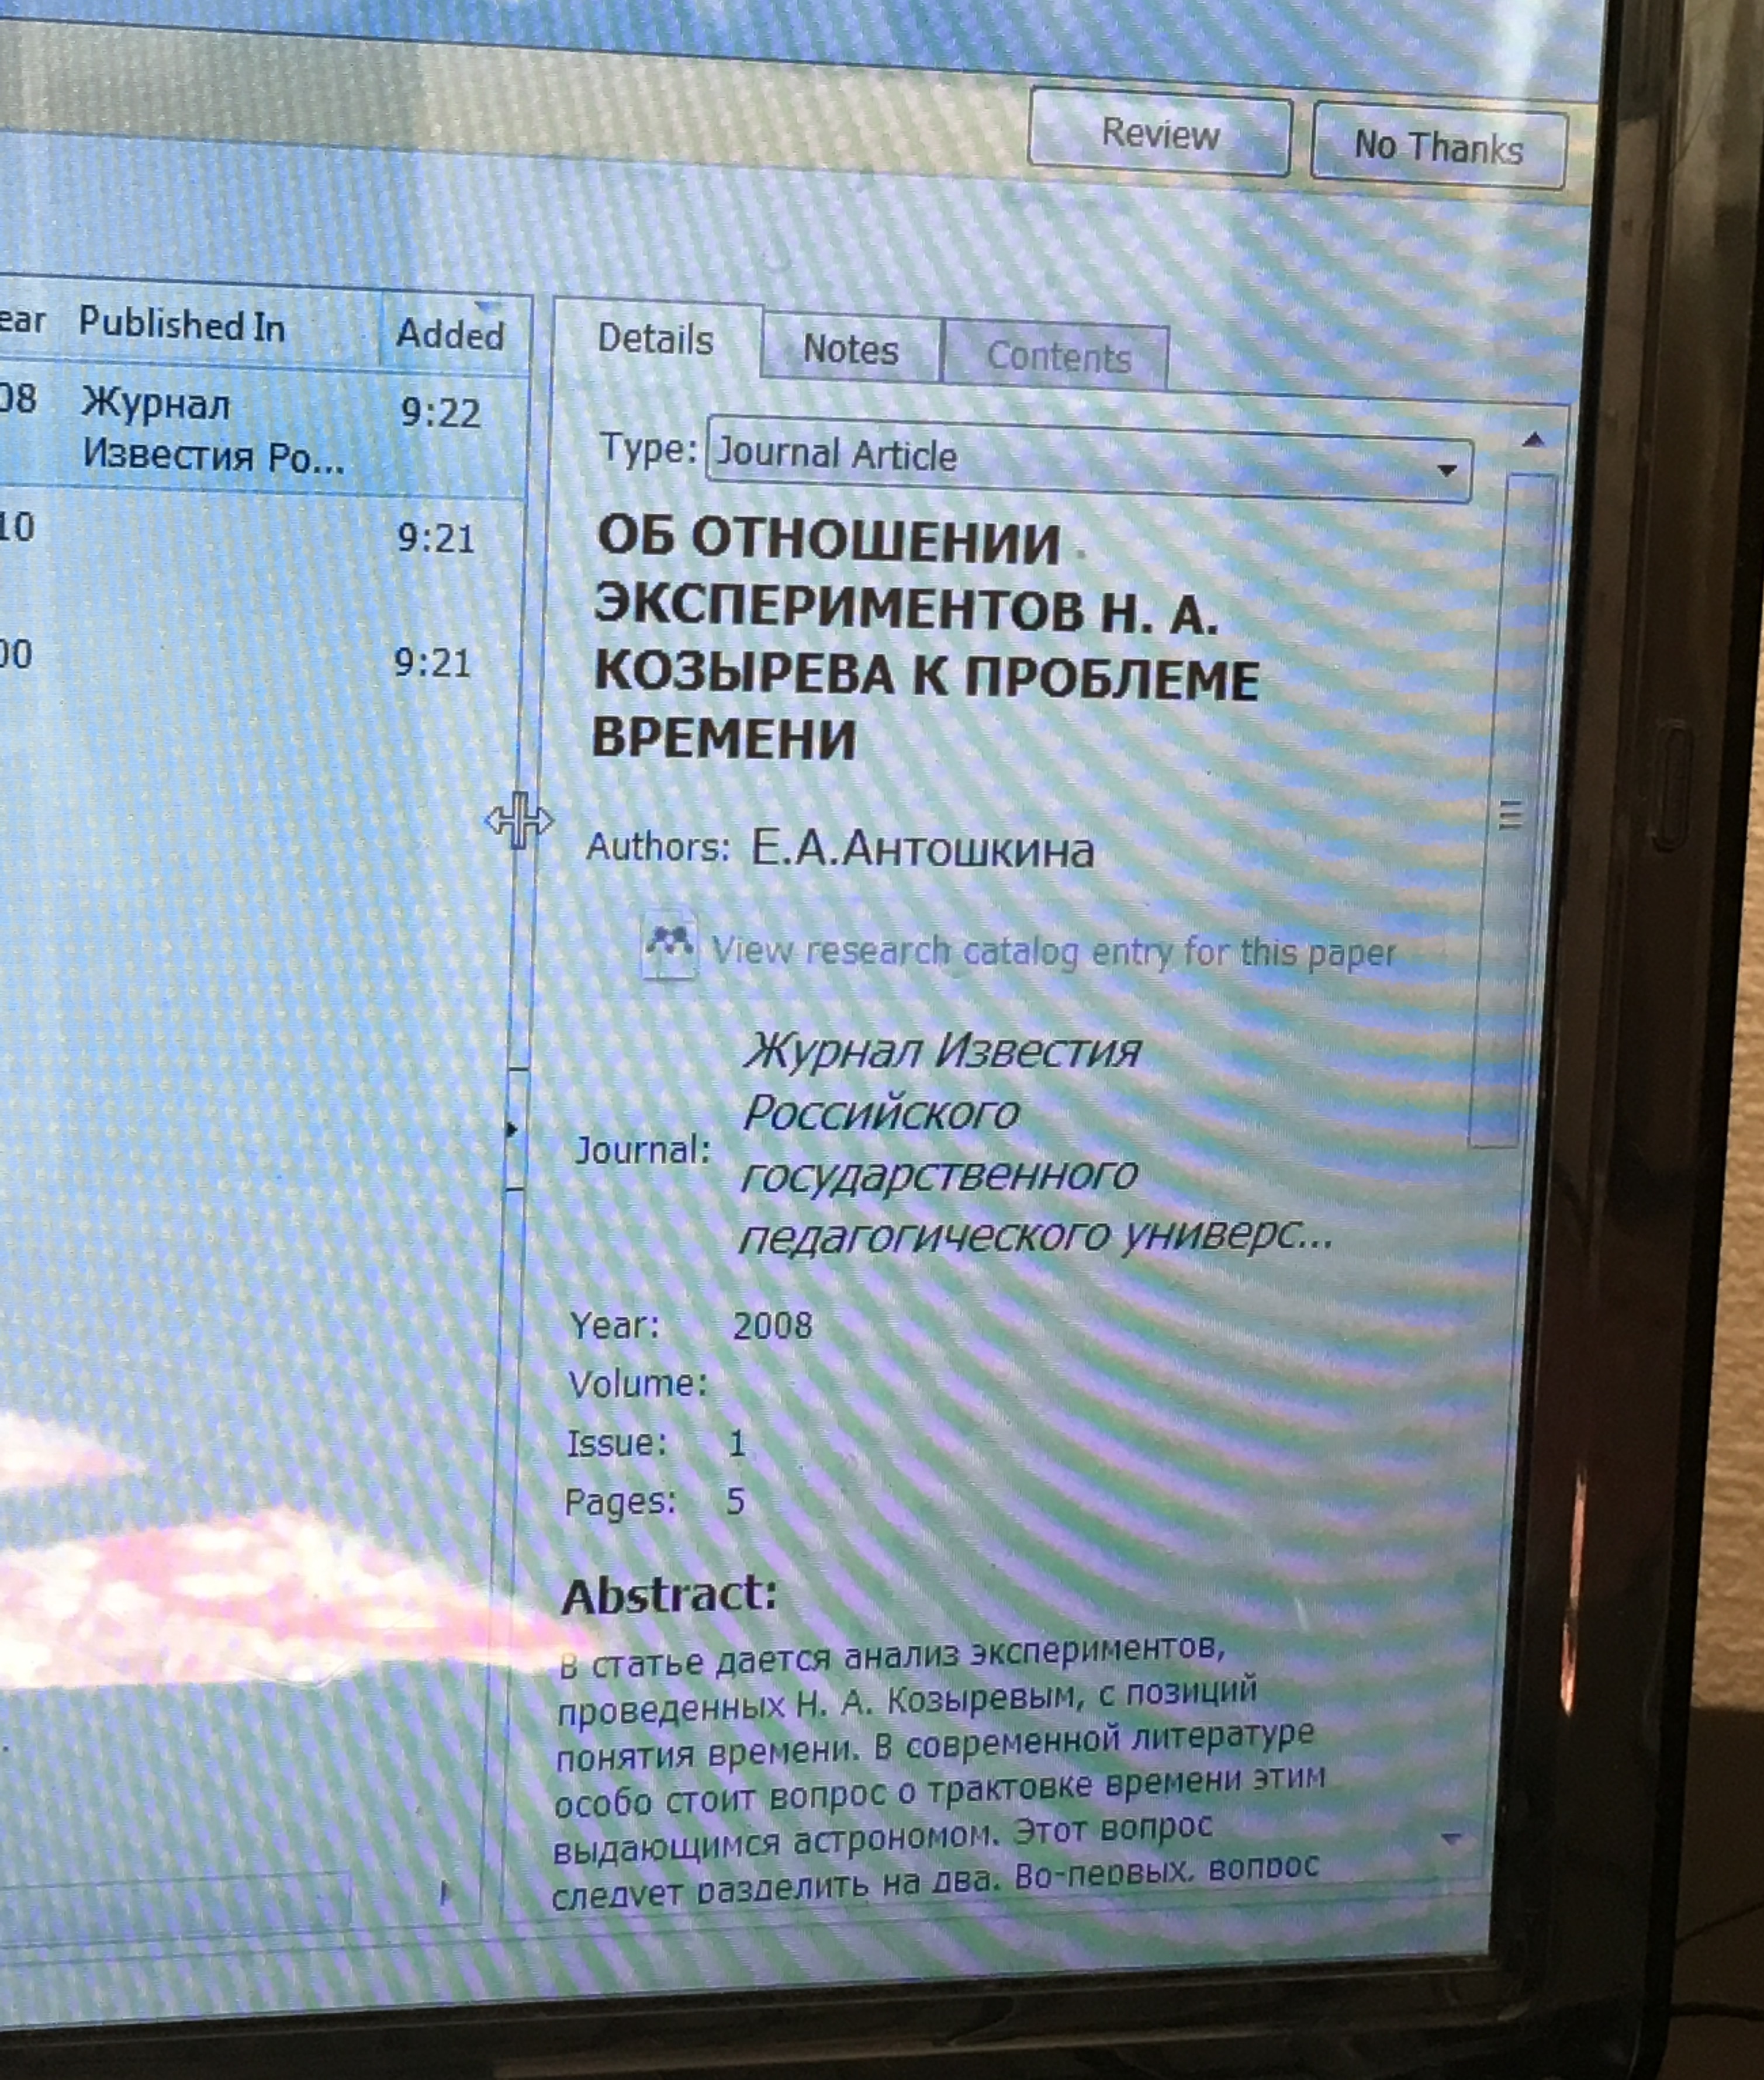 Review
No Thanks
ear Published In Added
08 Журнал 9:22
Известия Ро...
10 9:21
00 9:21
Details Notes Contents
Type: Journal Article
ОБ ОТНОШЕНИИ
ЭКСПЕРИМЕНТОВ Н. А.
КОЗЫРЕВА К ПРОБЛЕМЕ
ВРЕМЕНИ
Authors: Е.А.Антошкина
View research catalog entry for this paper
Journal: Журнал Известия
Российского
государственного
педагогического универс...
Year: 2008
Volume:
Issue: 1
Pages: 5
Abstract:
В статье дается анализ экспериментов,
проведенных Н. А. Козыревым, с позиций
понятия времени. В современной литературе
особо стоит вопрос о трактовке времени этим
выдающимся астрономом. Этот вопрос
следует разделить на два. Во-первых, вопрос